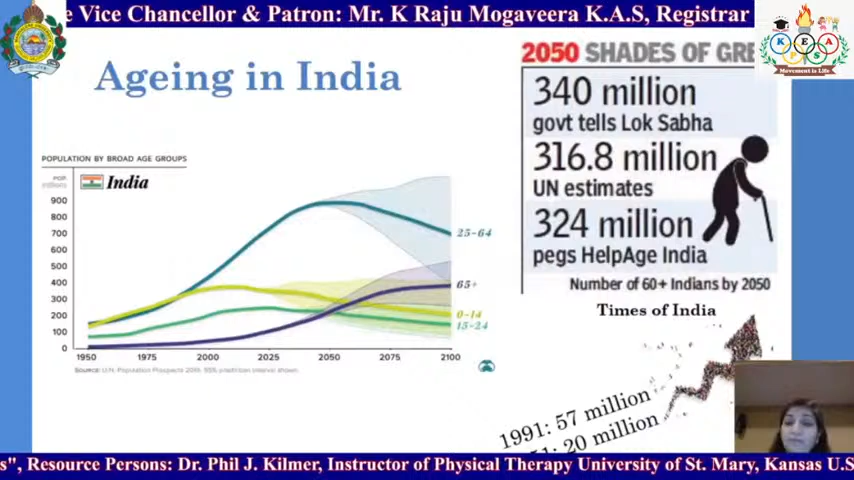 e Vice Chancellor & Patron: Mr. K Raju Mogaveera K.A.S, Registrar
K E A
P S
Movement is Life
Ageing in India
POPULATION BY BROAD AGE GROUPS
India
900
800
700
600
500
400
300
200
100
0
1950 1975 2000 2025 2050 2075 2100
25-64
65+
0-14
15-24
2050 SHADES OF GRE
340 million
govt tells Lok Sabha
316.8 million
UN estimates
324 million
pegs HelpAge India
Number of 60+ Indians by 2050
Times of India
1991: 57 million
1: 20 million
s", Resource Persons: Dr. Phil J. Kilmer, Instructor of Physical Therapy University of St. Mary, Kansas U.S